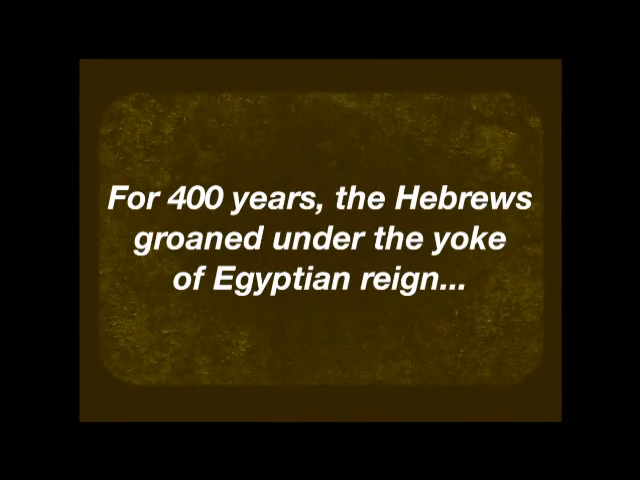 For 400 years, the Hebrews
groaned under the yoke
of Egyptian reign...